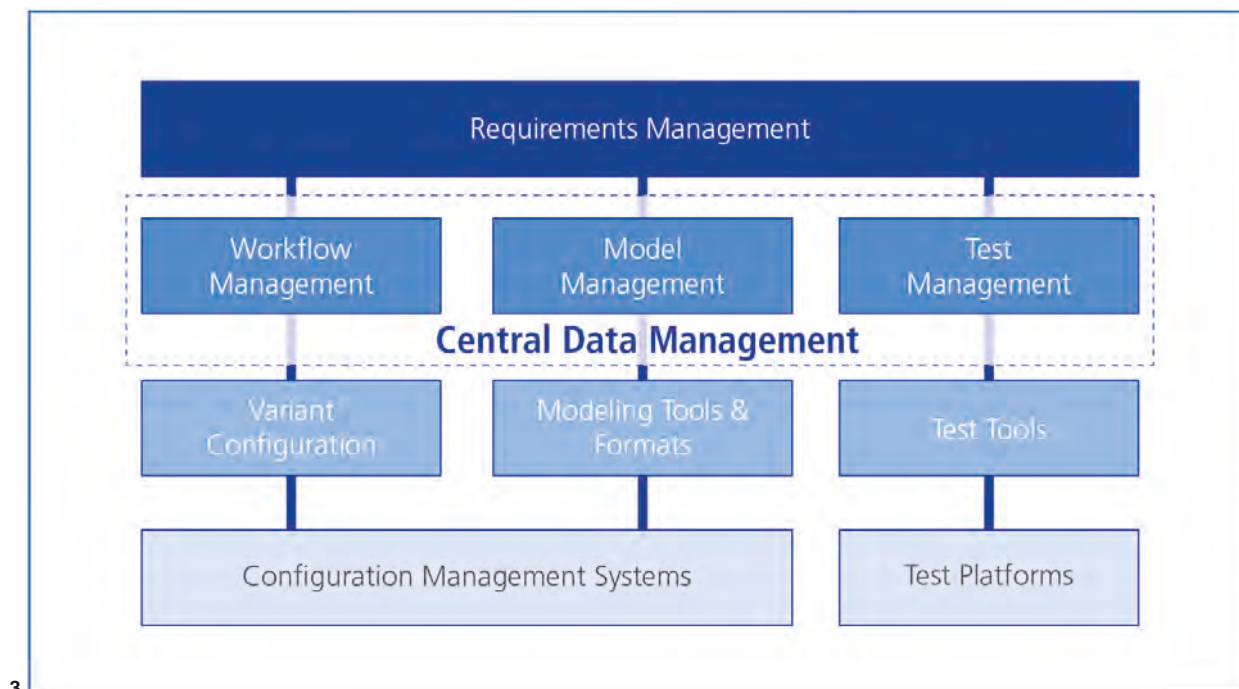 Requirements Management
Workflow
Management
Model
Management
Test
Management
Central Data Management
Variant
Configuration
Modeling Tools &
Formats
Test Tools
Configuration Management Systems
Test Platforms
3